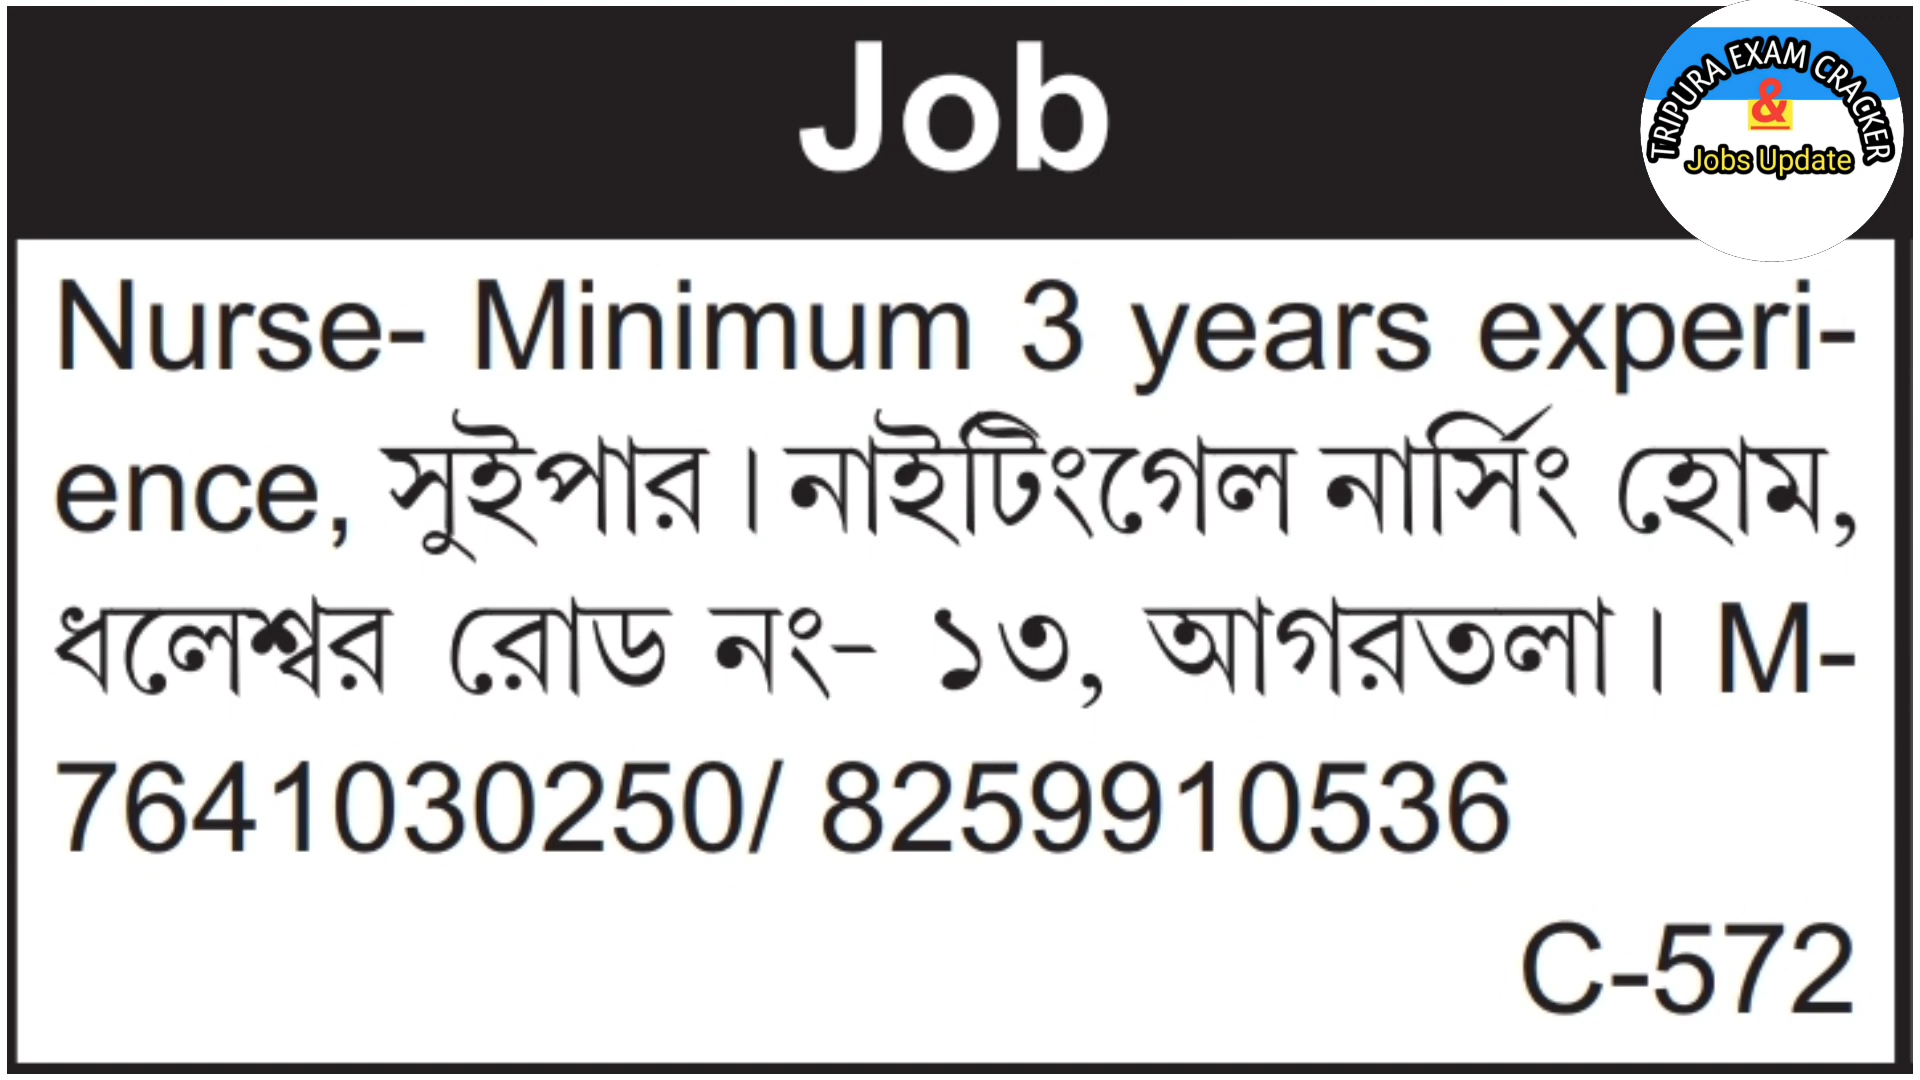 Job
TRIPURA EXAM CRACKER
&
Jobs Update
Nurse- Minimum 3 years experi-
ence, সুইপার। নাইটিংগেল নার্সিং হোম,
ধলেশ্বর রোড নং- ১৩, আগরতলা। M-
7641030250/ 8259910536
C-572